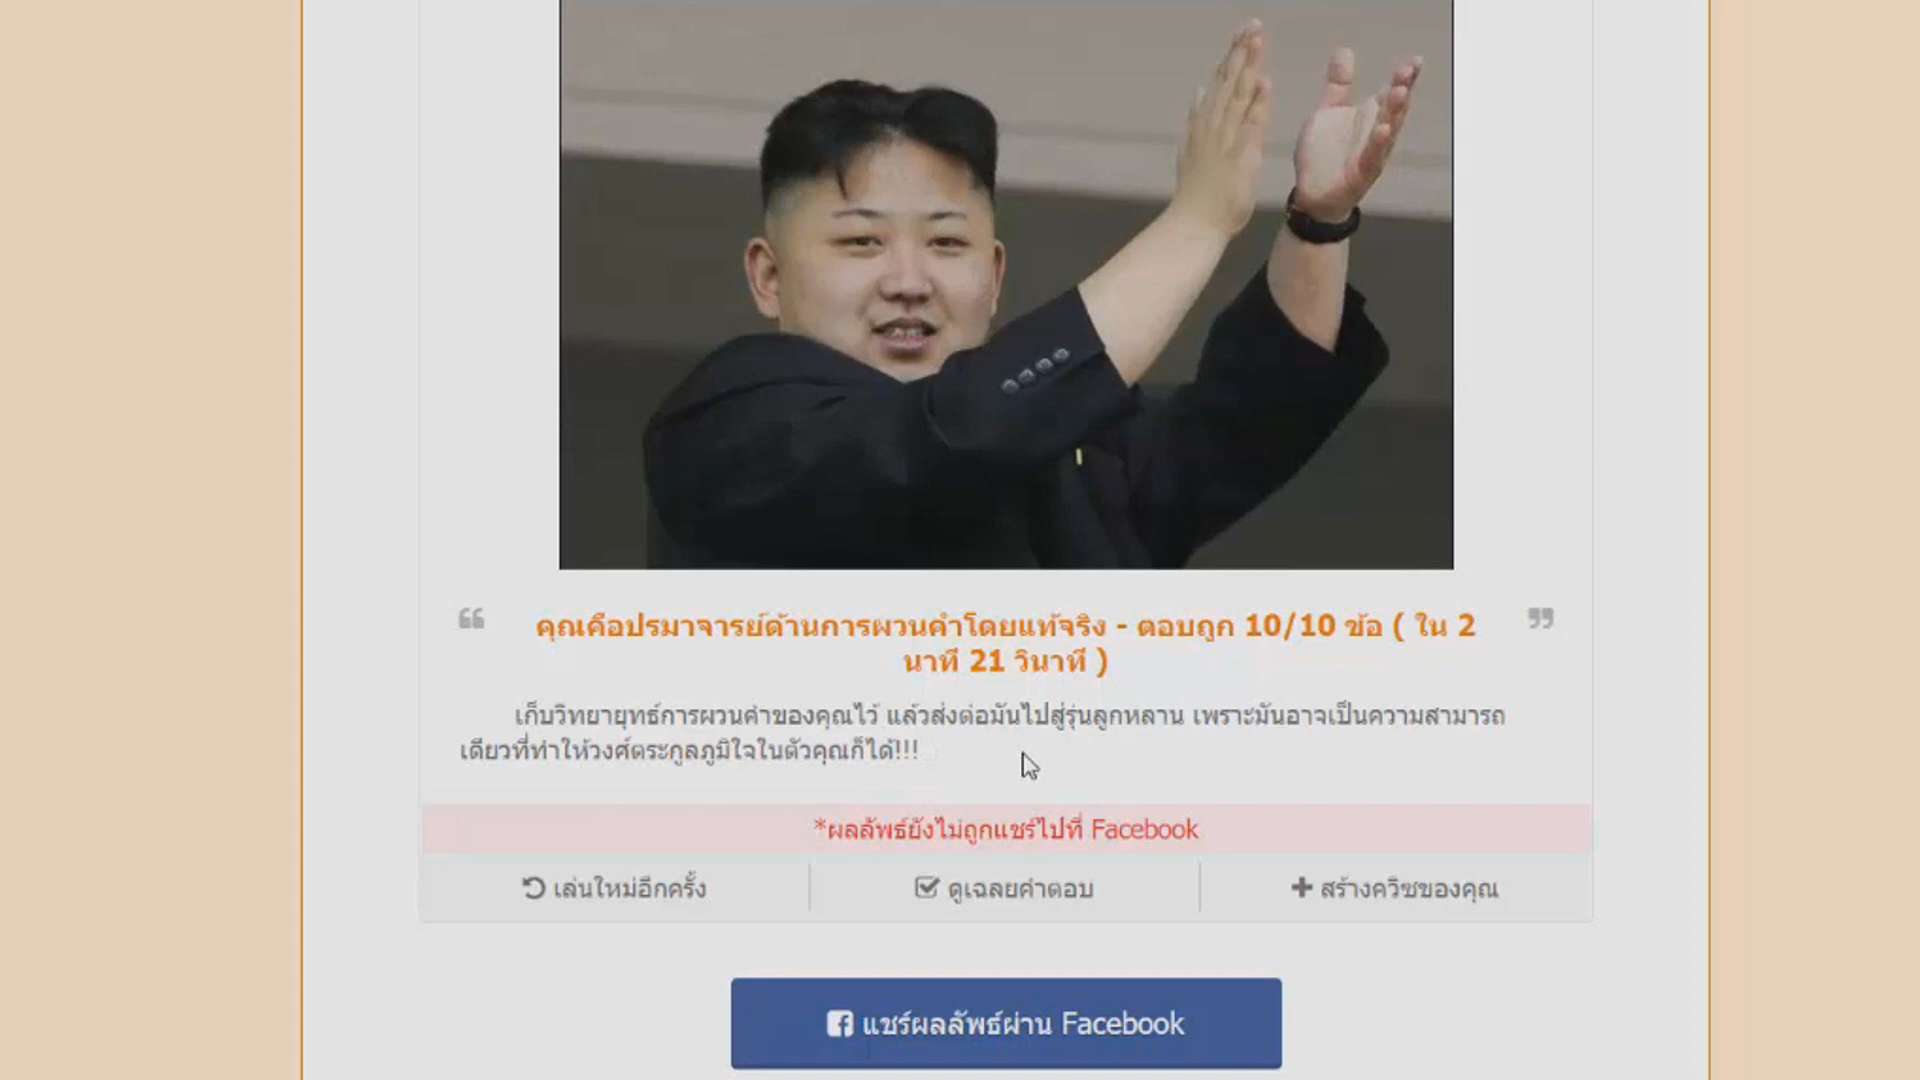 คุณคือปรมาจารย์ด้านการผวนคำโดยแท้จริง - ตอบถูก 10/10 ข้อ ( ใน 2
นาที 21 วินาที )
เก็บวิทยายุทธ์การผวนคำของคุณไว้ แล้วส่งต่อมันไปสู่รุ่นลูกหลาน เพราะมันอาจเป็นความสามารถ
เดียวที่ทำให้วงศ์ตระกูลภูมิใจในตัวคุณก็ได้!!!
*ผลลัพธ์ยังไม่ถูกแชร์ไปที่ Facebook
เล่นใหม่อีกครั้ง
ดูเฉลยคำตอบ
สร้างควิซของคุณ
แชร์ผลลัพธ์ผ่าน Facebook